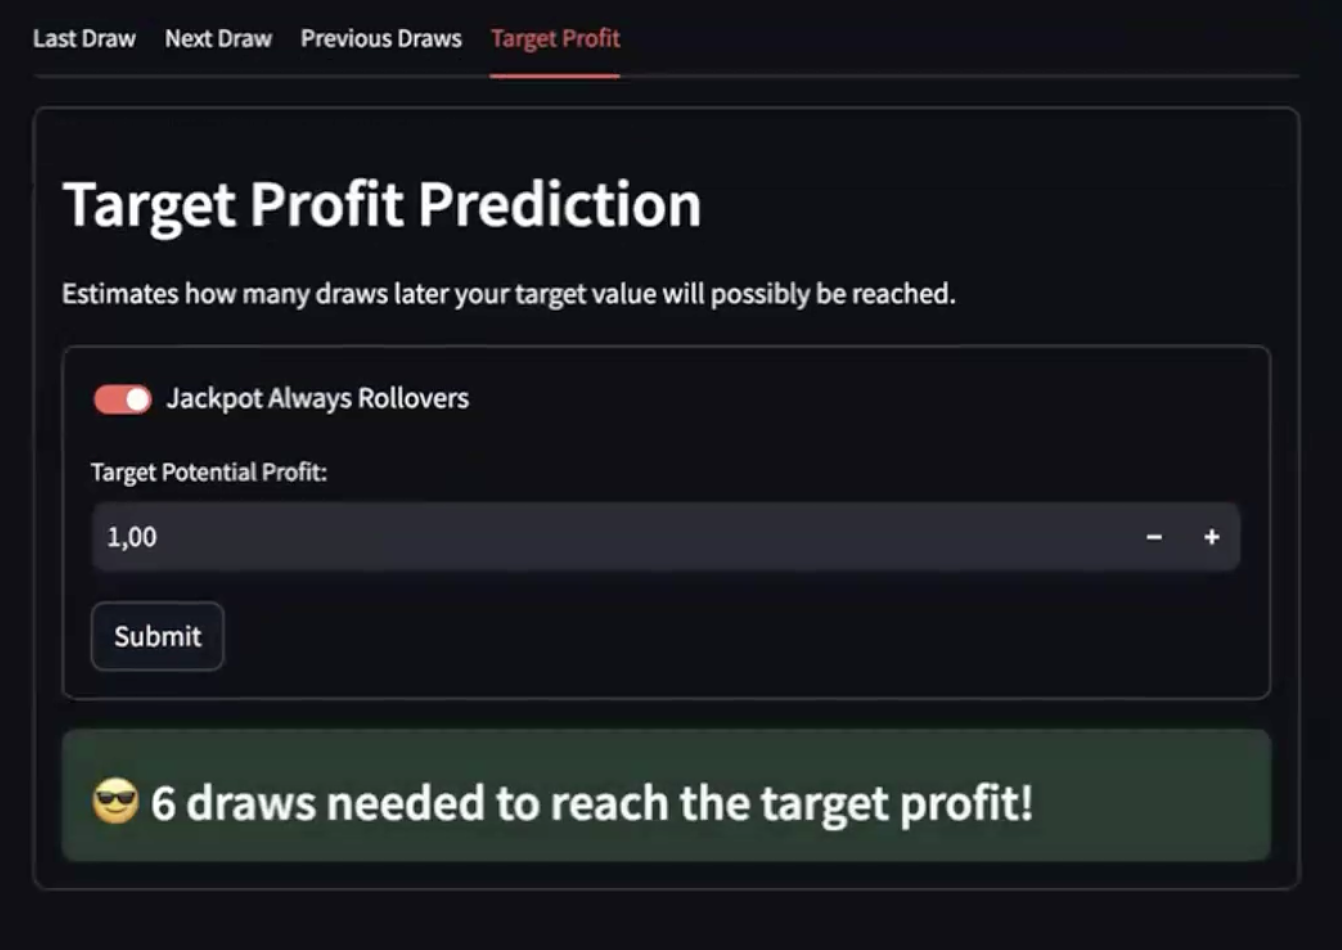 Last Draw Next Draw Previous Draws Target Profit
Target Profit Prediction
Estimates how many draws later your target value will possibly be reached.
Jackpot Always Rollovers
Target Potential Profit:
1,00 − +
Submit
😎 6 draws needed to reach the target profit!